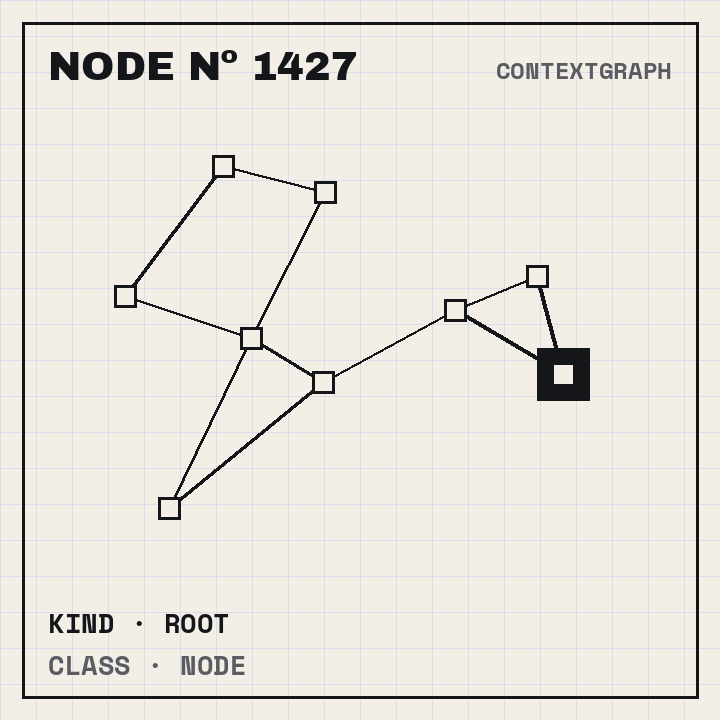 NODE Nº 1427
CONTEXTGRAPH
KIND · ROOT
CLASS · NODE